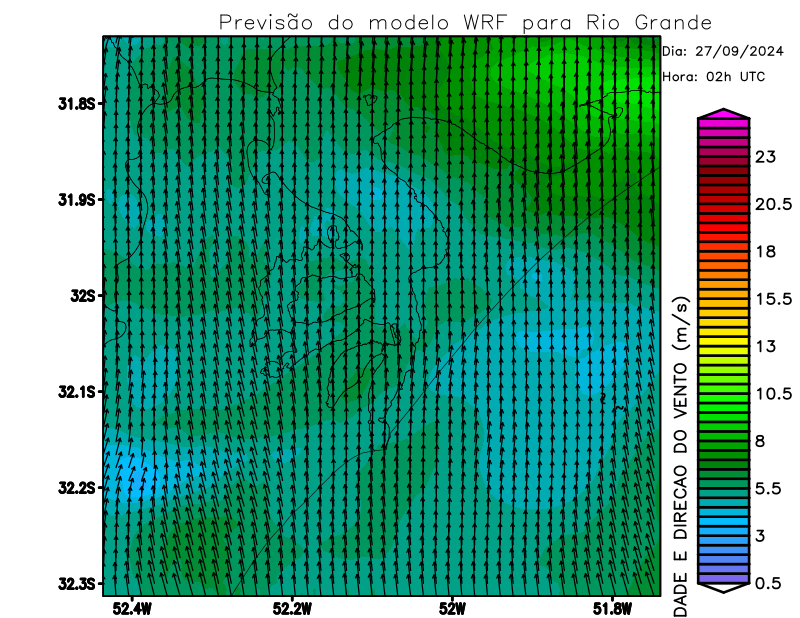 Previsão do modelo WRF para Rio Grande
Dia: 27/09/2024
Hora: 02h UTC
31.8S
31.9S
32S
32.1S
32.2S
32.3S
52.4W
52.2W
52W
51.8W
23
20.5
18
15.5
13
10.5
8
5.5
3
0.5
DADE E DIRECAO DO VENTO (m/s)